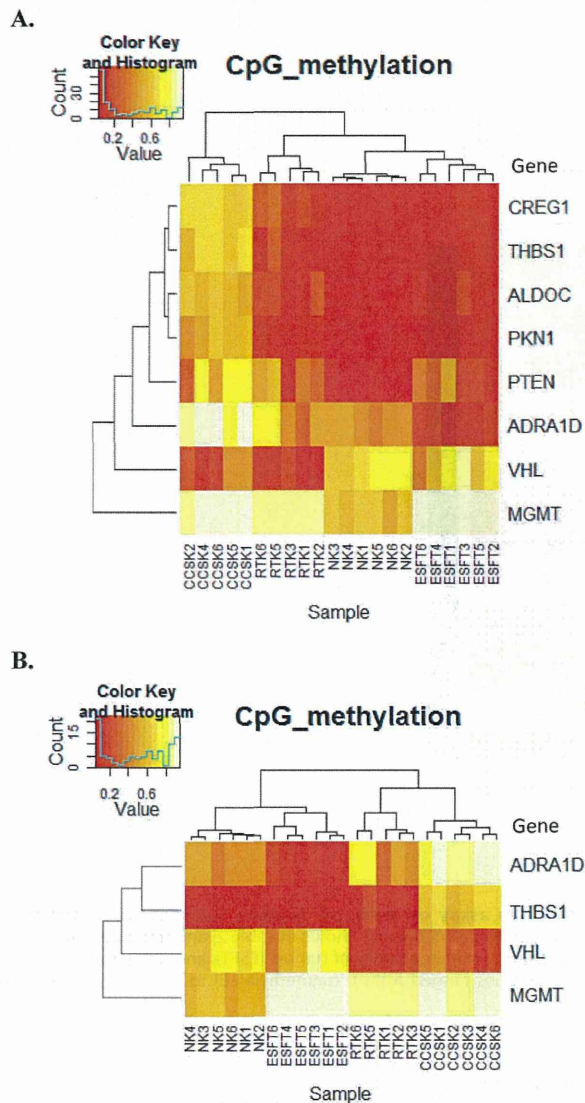 A.
Color Key
and Histogram
CpG_methylation
Count
0 30
0.2 0.6
Value
Gene
CREG1
THBS1
ALDOC
PKN1
PTEN
ADRA1D
VHL
MGMT
CCSK2
CCSK4
CCSK6
CCSK5
CCSK1
RTK6
RTK5
RTK3
RTK1
RTK2
NK3
NK4
NK1
NK5
NK6
NK2
ESFT6
ESFT4
ESFT1
ESFT3
ESFT5
ESFT2
Sample
B.
Color Key
and Histogram
CpG_methylation
Count
0 15
0.2 0.6
Value
Gene
ADRA1D
THBS1
VHL
MGMT
NK4
NK3
NK5
NK6
NK1
NK2
ESFT6
ESFT4
ESFT5
ESFT3
ESFT1
ESFT2
RTK6
RTK5
RTK1
RTK2
RTK3
CCSK5
CCSK1
CCSK2
CCSK3
CCSK4
CCSK6
Sample